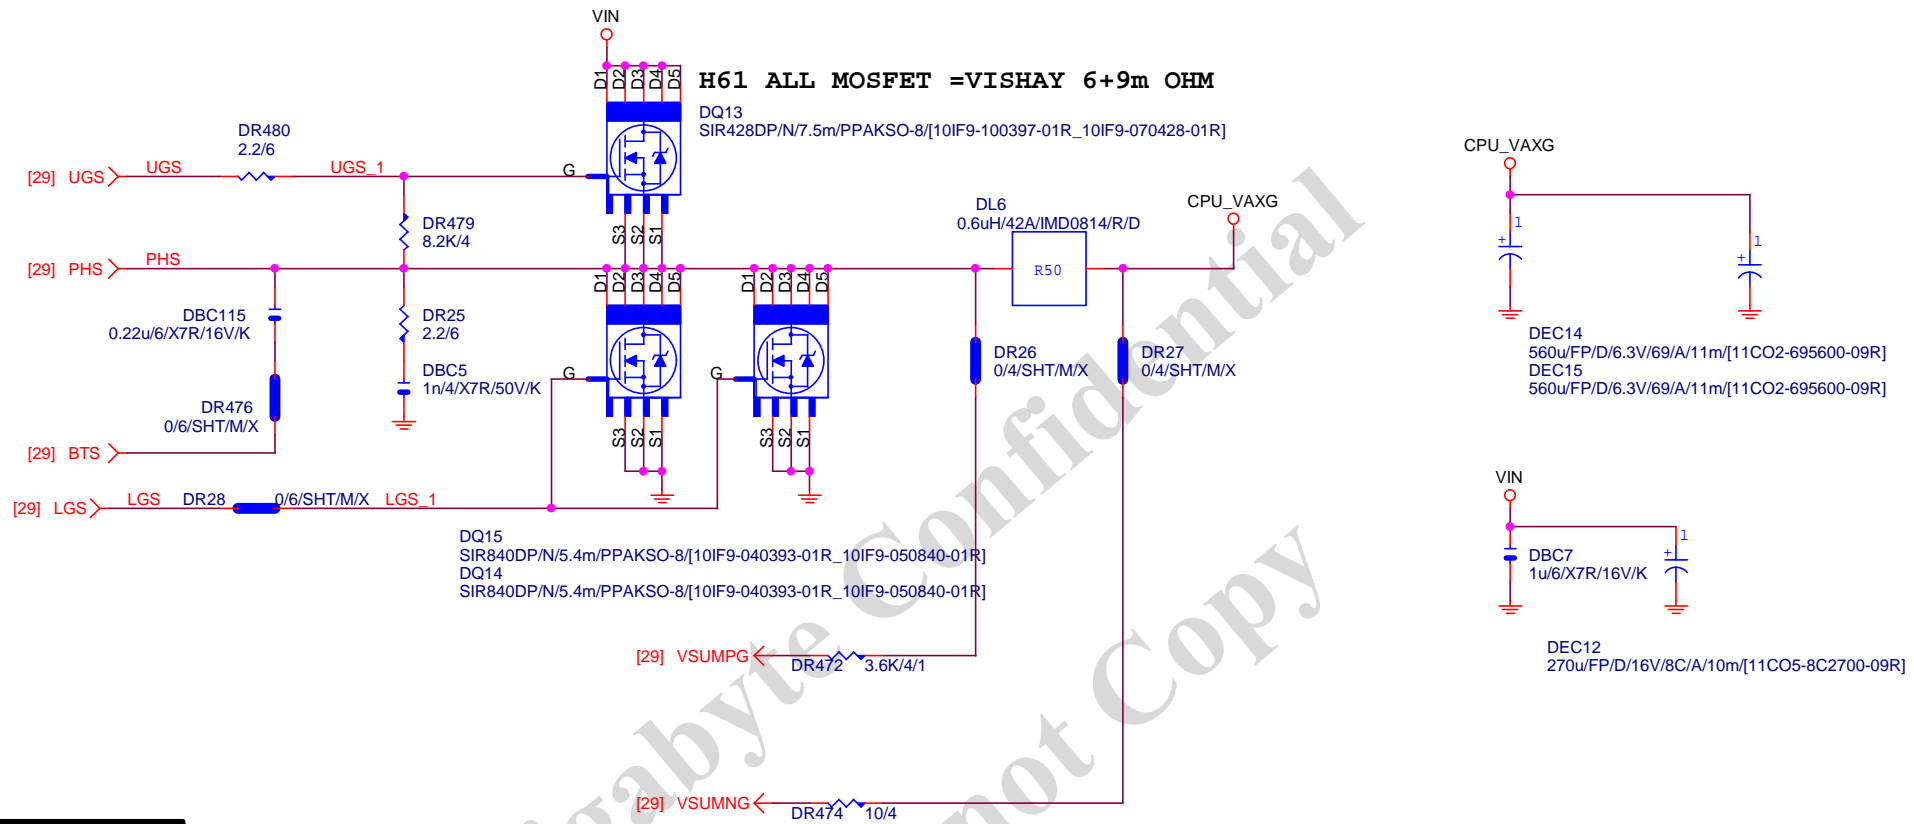 VIN
D1 D2 D3 D4 D5
H61 ALL MOSFET =VISHAY 6+9m OHM
DQ13
SIR428DP/N/7.5m/PPAKSO-8/[10IF9-100397-01R_10IF9-070428-01R]
DR480
2.2/6
[29] UGS
UGS
UGS_1
G
S3 S2 S1
DR479
8.2K/4
[29] PHS
PHS
DL6
0.6uH/42A/IMD0814/R/D
R50
CPU_VAXG
D1 D2 D3 D4 D5
D1 D2 D3 D4 D5
DBC115
0.22u/6/X7R/16V/K
DR25
2.2/6
DBC5
1n/4/X7R/50V/K
G
G
DR26
0/4/SHT/M/X
DR27
0/4/SHT/M/X
DR476
0/6/SHT/M/X
S3 S2 S1
S3 S2 S1
[29] BTS
[29] LGS
LGS
DR28
0/6/SHT/M/X
LGS_1
DQ15
SIR840DP/N/5.4m/PPAKSO-8/[10IF9-040393-01R_10IF9-050840-01R]
DQ14
SIR840DP/N/5.4m/PPAKSO-8/[10IF9-040393-01R_10IF9-050840-01R]
[29] VSUMPG
DR472
3.6K/4/1
[29] VSUMNG
DR474
10/4
CPU_VAXG
1
+
1
+
DEC14
560u/FP/D/6.3V/69/A/11m/[11CO2-695600-09R]
DEC15
560u/FP/D/6.3V/69/A/11m/[11CO2-695600-09R]
VIN
DBC7
1u/6/X7R/16V/K
1
+
DEC12
270u/FP/D/16V/8C/A/10m/[11CO5-8C2700-09R]
igabyte Confidential
not Copy